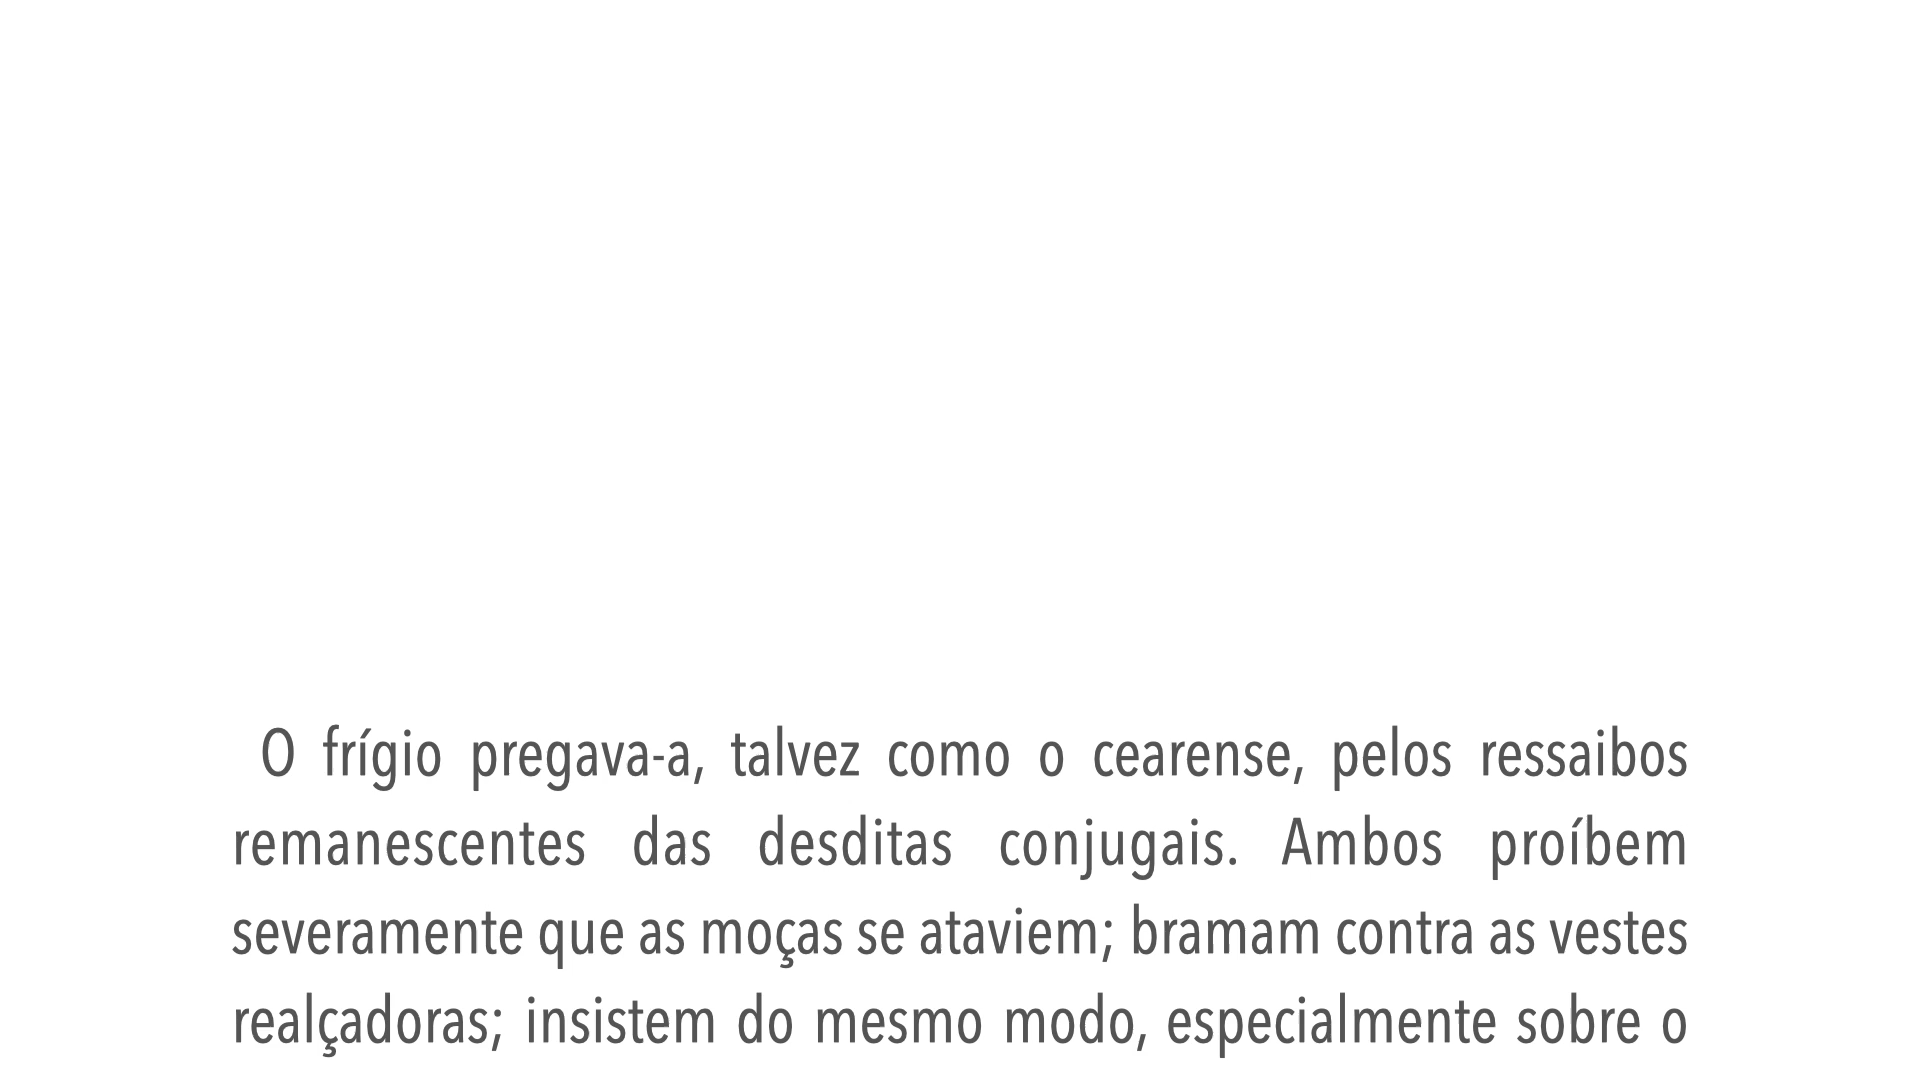 O frígio pregava-a, talvez como o cearense, pelos ressaibos
remanescentes das desditas conjugais. Ambos proíbem
severamente que as moças se ataviem; bramam contra as vestes
realçadoras; insistem do mesmo modo, especialmente sobre o